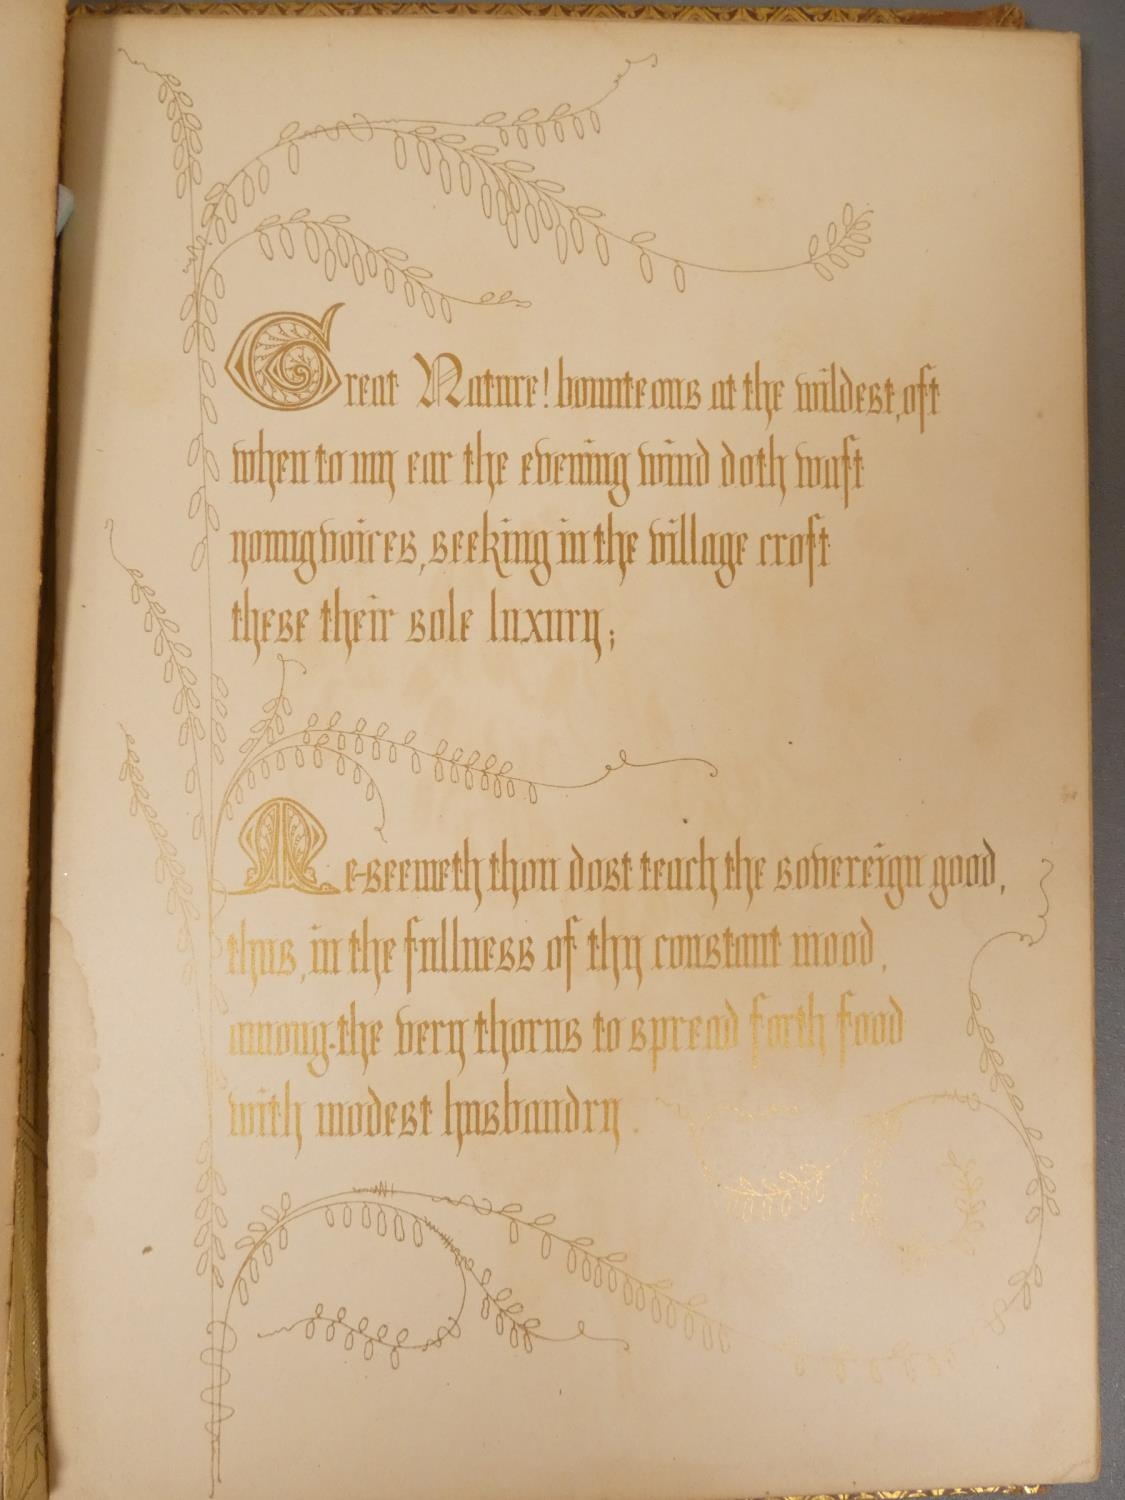 Great Nature! bounteous at the wildest, oft
when to my ear the evening wind doth waft
young voices, seeking in the village croft
these their sole luxury;
Me-seemeth thou dost teach the sovereign good,
thus, in the fullness of thy constant mood,
among the very thorns to spread forth food
with modest husbandry.